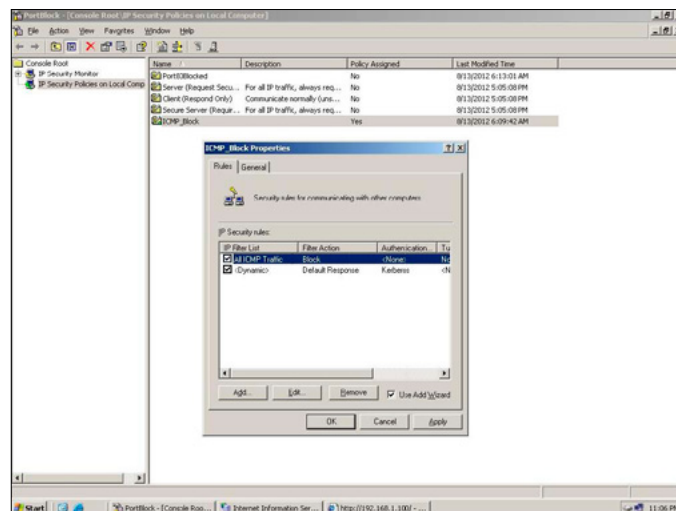 PortBlock - [Console Root\IP Security Policies on Local Computer]
File Action View Favorites Window Help
Console Root
IP Security Monitor
IP Security Policies on Local Comp
Name / Description Policy Assigned Last Modified Time
Port83Blocked No 8/13/2012 6:13:01 AM
Server (Request Secu... For all IP traffic, always req... No 8/13/2012 5:05:08 PM
Client (Respond Only) Communicate normally (uns... No 8/13/2012 5:05:08 PM
Secure Server (Requir... For all IP traffic, always req... No 8/13/2012 5:05:08 PM
ICMP_Block Yes 8/13/2012 6:09:42 AM
ICMP_Block Properties
Rules General
Security rules for communicating with other computers
IP Security rules:
IP Filter List Filter Action Authentication... Tu
All ICMP Traffic Block <None> No
<Dynamic> Default Response Kerberos <N
Add... Edit... Remove Use Add Wizard
OK Cancel Apply
Start PortBlock - [Console Roo... Internet Information Ser... http://192.168.1.100/ - ... 11:06 PM